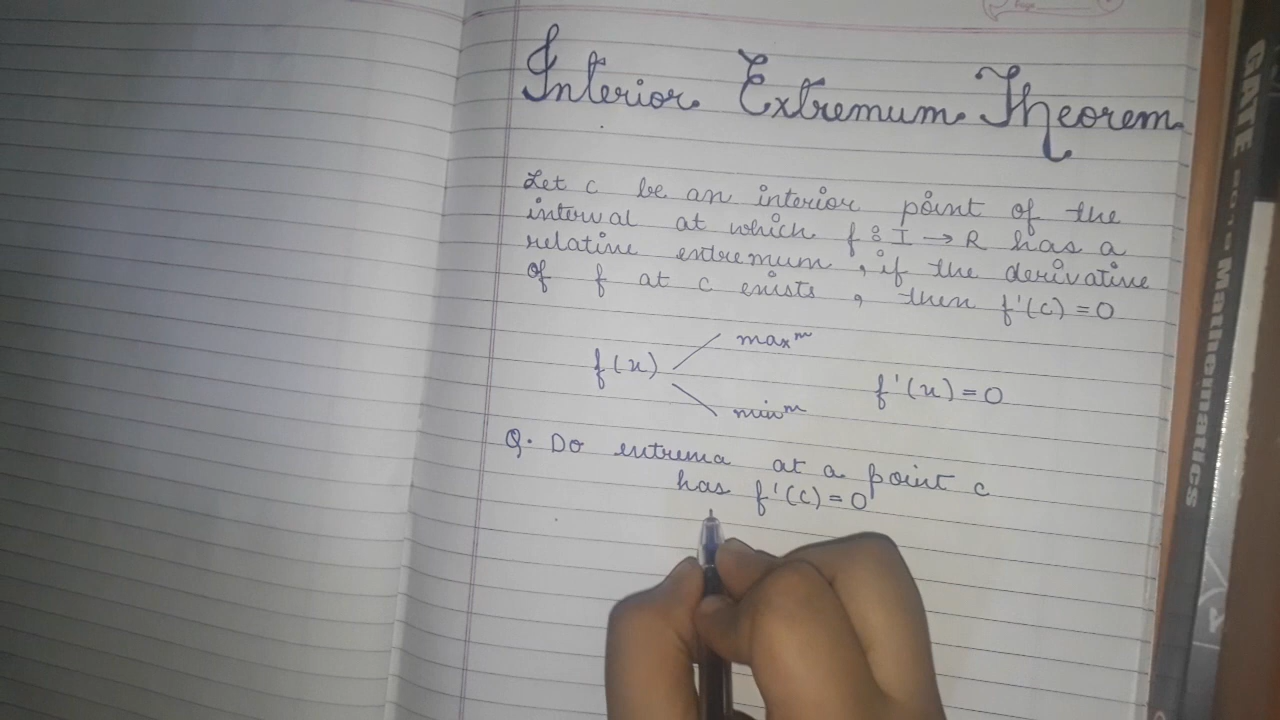 Interior Extremum Theorem
Let c be an interior point of the
interval at which f : I → R has a
relative extremum, if the derivative
of f at c exists, then f'(c) = 0
f(x)
maxᵐ
f'(x) = 0
minᵐ
Q. Do extrema at a point c
has f'(c) = 0
GATE
Mathematics